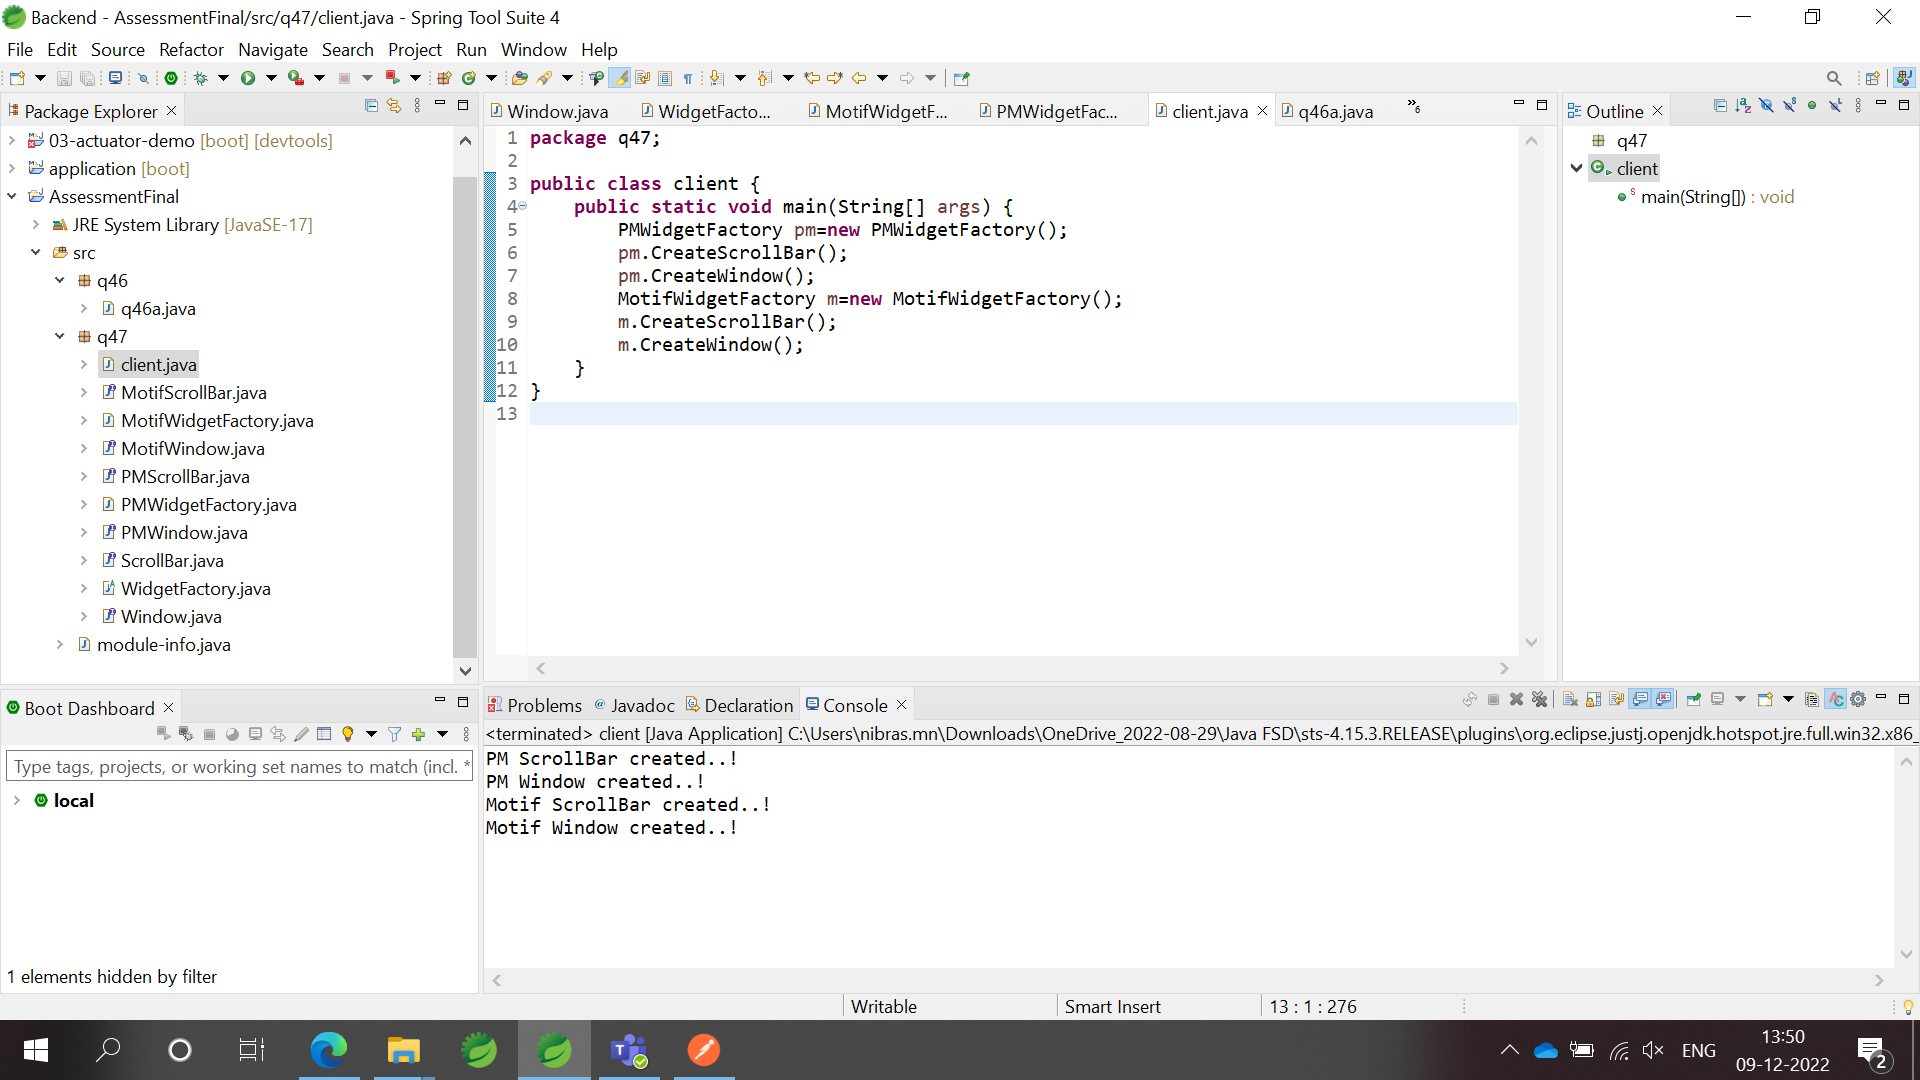 Backend - AssessmentFinal/src/q47/client.java - Spring Tool Suite 4
File Edit Source Refactor Navigate Search Project Run Window Help
Package Explorer
03-actuator-demo [boot] [devtools]
application [boot]
AssessmentFinal
JRE System Library [JavaSE-17]
src
q46
q46a.java
q47
client.java
MotifScrollBar.java
MotifWidgetFactory.java
MotifWindow.java
PMScrollBar.java
PMWidgetFactory.java
PMWindow.java
ScrollBar.java
WidgetFactory.java
Window.java
module-info.java
Window.java WidgetFacto... MotifWidgetF... PMWidgetFac... client.java q46a.java »6
1 package q47;
2
3 public class client {
4 public static void main(String[] args) {
5 PMWidgetFactory pm=new PMWidgetFactory();
6 pm.CreateScrollBar();
7 pm.CreateWindow();
8 MotifWidgetFactory m=new MotifWidgetFactory();
9 m.CreateScrollBar();
10 m.CreateWindow();
11 }
12 }
13
Outline
q47
client
main(String[]) : void
Boot Dashboard
Type tags, projects, or working set names to match (incl. *
local
1 elements hidden by filter
Problems @ Javadoc Declaration Console
<terminated> client [Java Application] C:\Users\nibras.mn\Downloads\OneDrive_2022-08-29\Java FSD\sts-4.15.3.RELEASE\plugins\org.eclipse.justj.openjdk.hotspot.jre.full.win32.x86_
PM ScrollBar created..!
PM Window created..!
Motif ScrollBar created..!
Motif Window created..!
Writable Smart Insert 13 : 1 : 276
ENG
13:50
09-12-2022
2